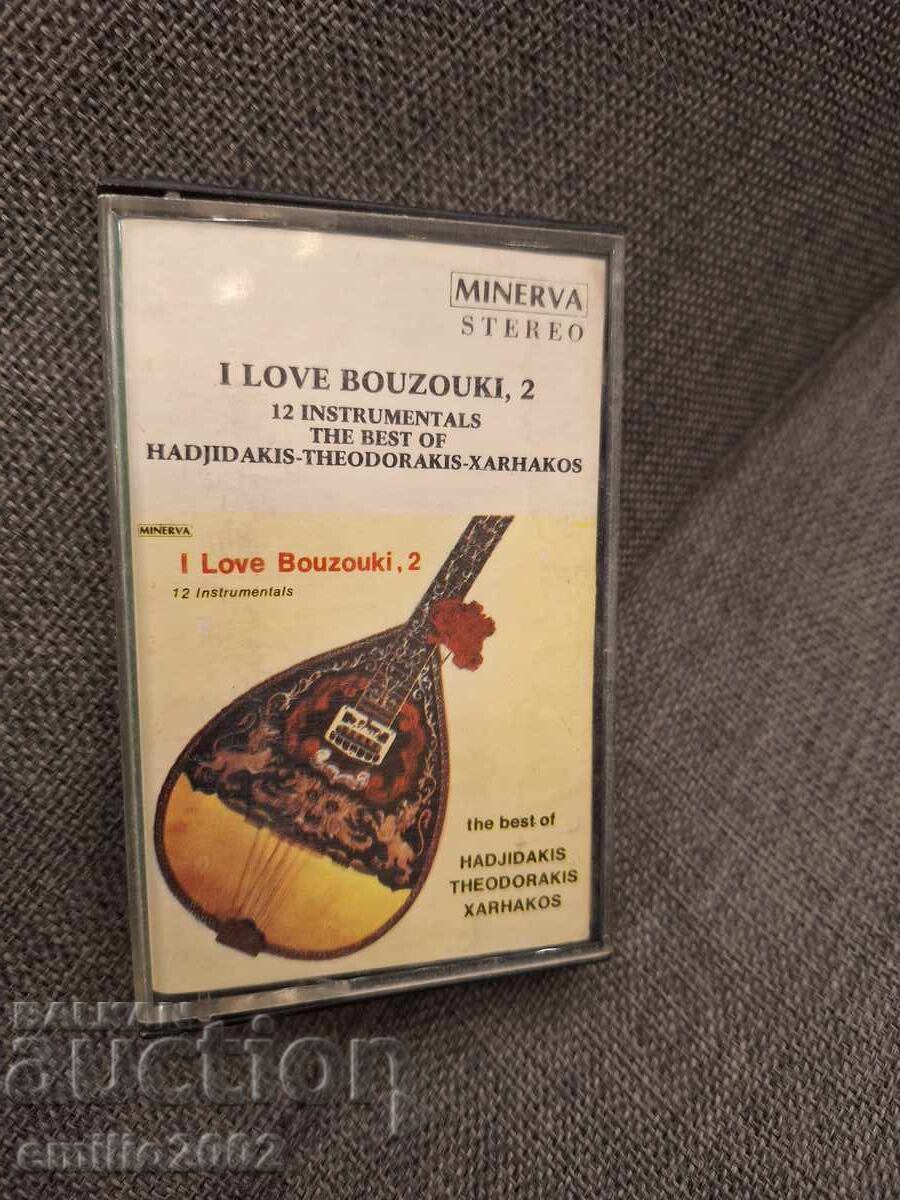 MINERVA
STEREO
I LOVE BOUZOUKI, 2
12 INSTRUMENTALS
THE BEST OF
HADJIDAKIS-THEODORAKIS-XARHAKOS
MINERVA
I Love Bouzouki, 2
12 Instrumentals
the best of
HADJIDAKIS
THEODORAKIS
XARHAKOS
BALKAN
auction
emilio2002